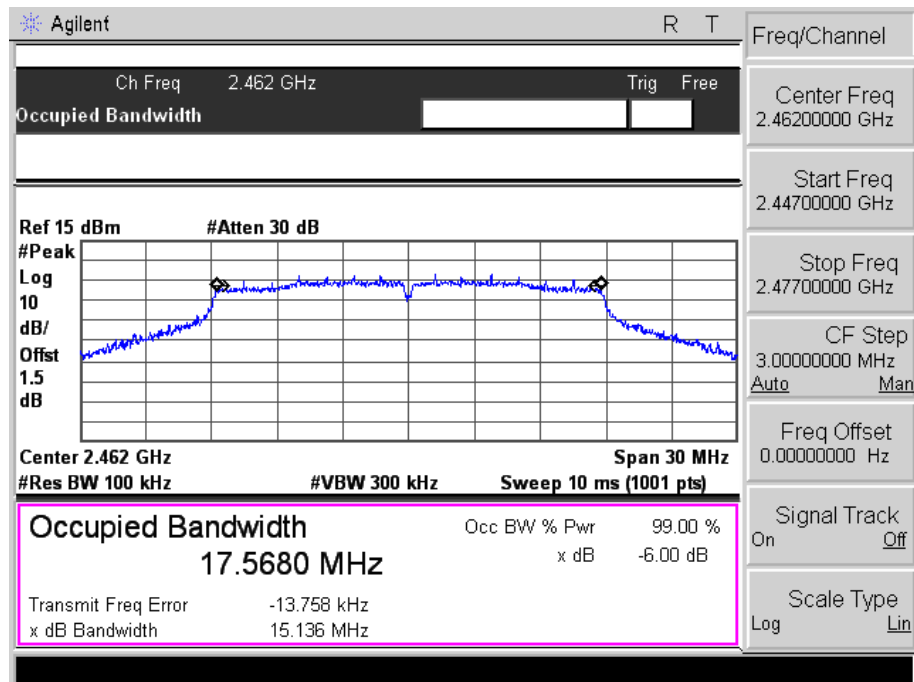 Agilent R T
Ch Freq 2.462 GHz Trig Free
Occupied Bandwidth
Ref 15 dBm #Atten 30 dB
#Peak
Log
10
dB/
Offst
1.5
dB
Center 2.462 GHz Span 30 MHz
#Res BW 100 kHz #VBW 300 kHz Sweep 10 ms (1001 pts)
Occupied Bandwidth Occ BW % Pwr 99.00 %
17.5680 MHz x dB -6.00 dB
Transmit Freq Error -13.758 kHz
x dB Bandwidth 15.136 MHz
Freq/Channel
Center Freq
2.46200000 GHz
Start Freq
2.44700000 GHz
Stop Freq
2.47700000 GHz
CF Step
3.00000000 MHz
Auto Man
Freq Offset
0.00000000 Hz
Signal Track
On Off
Scale Type
Log Lin